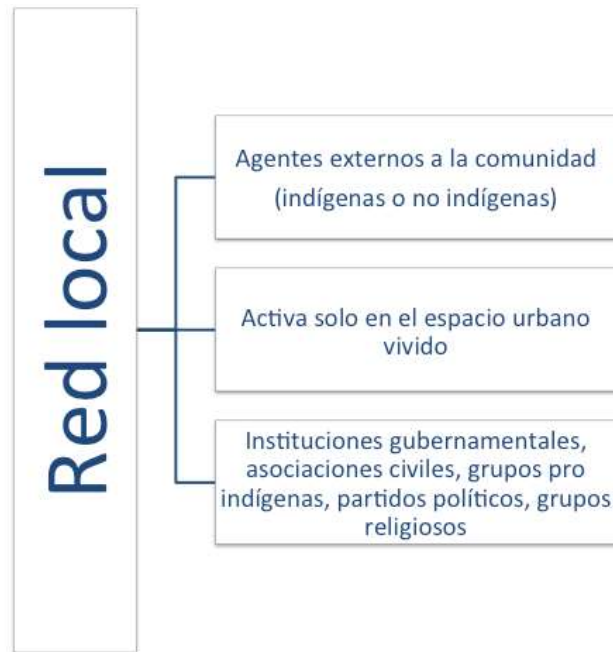 Red local
Agentes externos a la comunidad
(indígenas o no indígenas)
Activa solo en el espacio urbano
vivido
Instituciones gubernamentales,
asociaciones civiles, grupos pro
indígenas, partidos políticos, grupos
religiosos